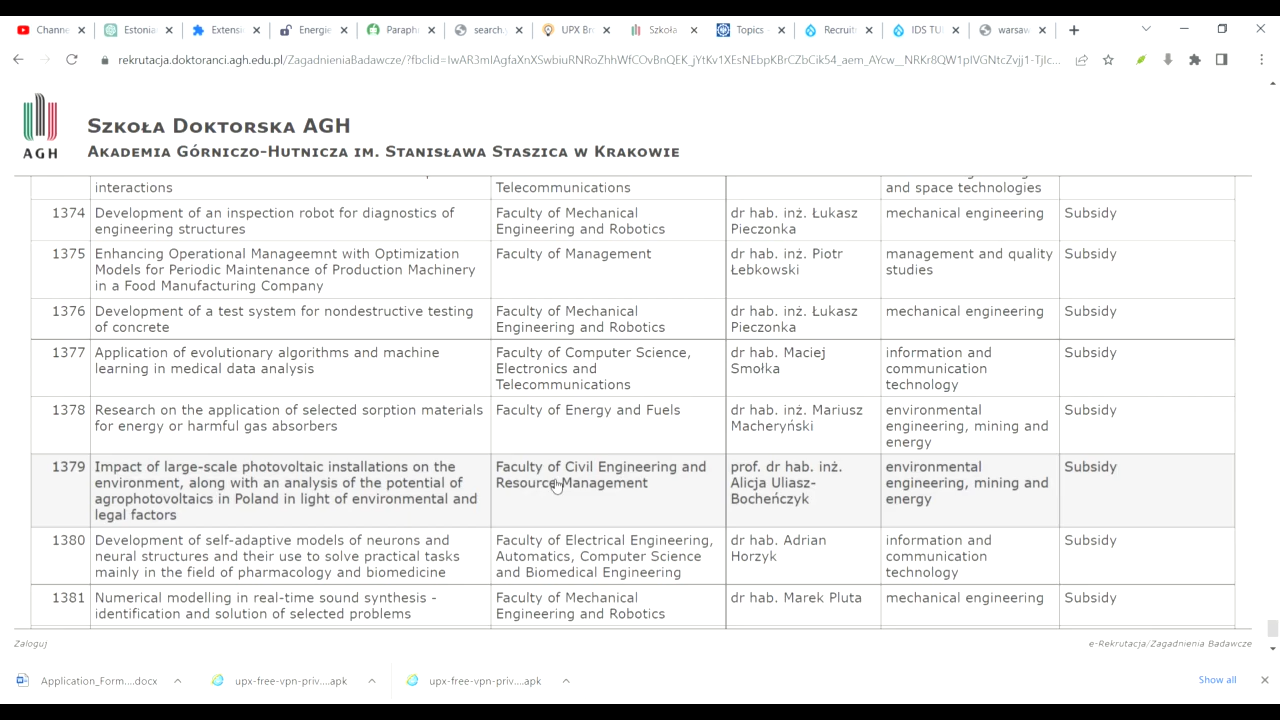 Channe
Estonian
Extensi
Energie
Paraph
search.
UPX Br
Szkoła
Topics
Recruit
IDS TU
warsaw
rekrutacja.doktoranci.agh.edu.pl/ZagadnieniaBadawcze/?fbclid=IwAR3mIAgfaXnXSwbiuRNRoZhhWfCOvBnQEK_jYtKv1XEsNEbpKBrCZbCik54_aem_AYcw__NRKr8QW1pIVGNtcZvjj1-TjIc...
Szkoła Doktorska AGH
Akademia Górniczo-Hutnicza im. Stanisława Staszica w Krakowie
AGH
interactions Telecommunications and space technologies
1374 Development of an inspection robot for diagnostics of Faculty of Mechanical dr hab. inż. Łukasz mechanical engineering Subsidy
engineering structures Engineering and Robotics Pieczonka
1375 Enhancing Operational Manageemnt with Optimization Faculty of Management dr hab. inż. Piotr management and quality Subsidy
Models for Periodic Maintenance of Production Machinery Łebkowski studies
in a Food Manufacturing Company
1376 Development of a test system for nondestructive testing Faculty of Mechanical dr hab. inż. Łukasz mechanical engineering Subsidy
of concrete Engineering and Robotics Pieczonka
1377 Application of evolutionary algorithms and machine Faculty of Computer Science, dr hab. Maciej information and Subsidy
learning in medical data analysis Electronics and Smołka communication
Telecommunications technology
1378 Research on the application of selected sorption materials Faculty of Energy and Fuels dr hab. inż. Mariusz environmental Subsidy
for energy or harmful gas absorbers Macheryński engineering, mining and
energy
1379 Impact of large-scale photovoltaic installations on the Faculty of Civil Engineering and prof. dr hab. inż. environmental Subsidy
environment, along with an analysis of the potential of Resource Management Alicja Uliasz- engineering, mining and
agrophotovoltaics in Poland in light of environmental and Bocheńczyk energy
legal factors
1380 Development of self-adaptive models of neurons and Faculty of Electrical Engineering, dr hab. Adrian information and Subsidy
neural structures and their use to solve practical tasks Automatics, Computer Science Horzyk communication
mainly in the field of pharmacology and biomedicine and Biomedical Engineering technology
1381 Numerical modelling in real-time sound synthesis - Faculty of Mechanical dr hab. Marek Pluta mechanical engineering Subsidy
identification and solution of selected problems Engineering and Robotics
Zaloguj e-Rekrutacja/Zagadnienia Badawcze
Application_Form....docx
upx-free-vpn-priv....apk
upx-free-vpn-priv....apk
Show all